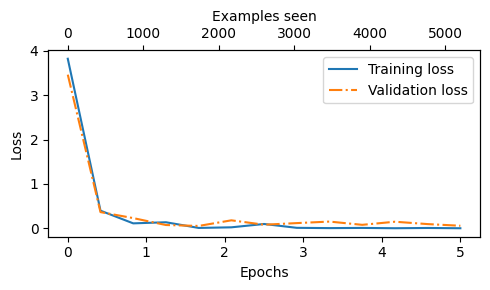 Examples seen
0 1000 2000 3000 4000 5000
4
3
2
1
0
Loss
Training loss
Validation loss
0 1 2 3 4 5
Epochs